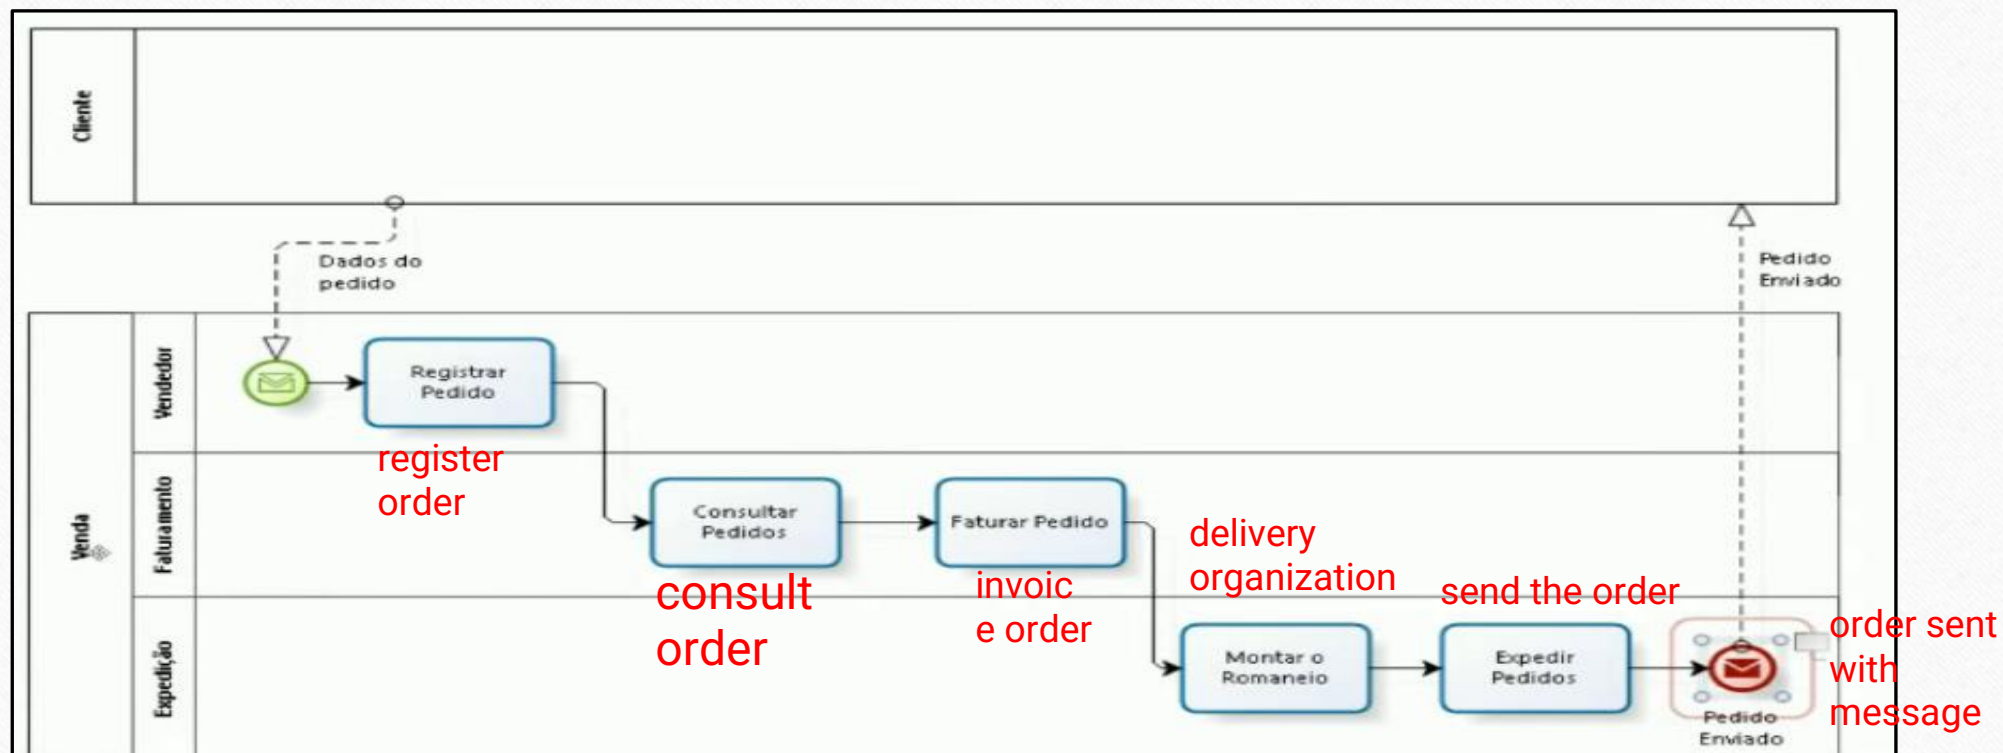 Cliente
Dados do
pedido
Pedido
Enviado
Venda
Vendedor
Registrar
Pedido
register
order
Faturamento
Consultar
Pedidos
consult
order
Faturar Pedido
invoic
e order
delivery
organization
send the order
Expedição
Montar o
Romaneio
Expedir
Pedidos
Pedido
Enviado
order sent
with
message